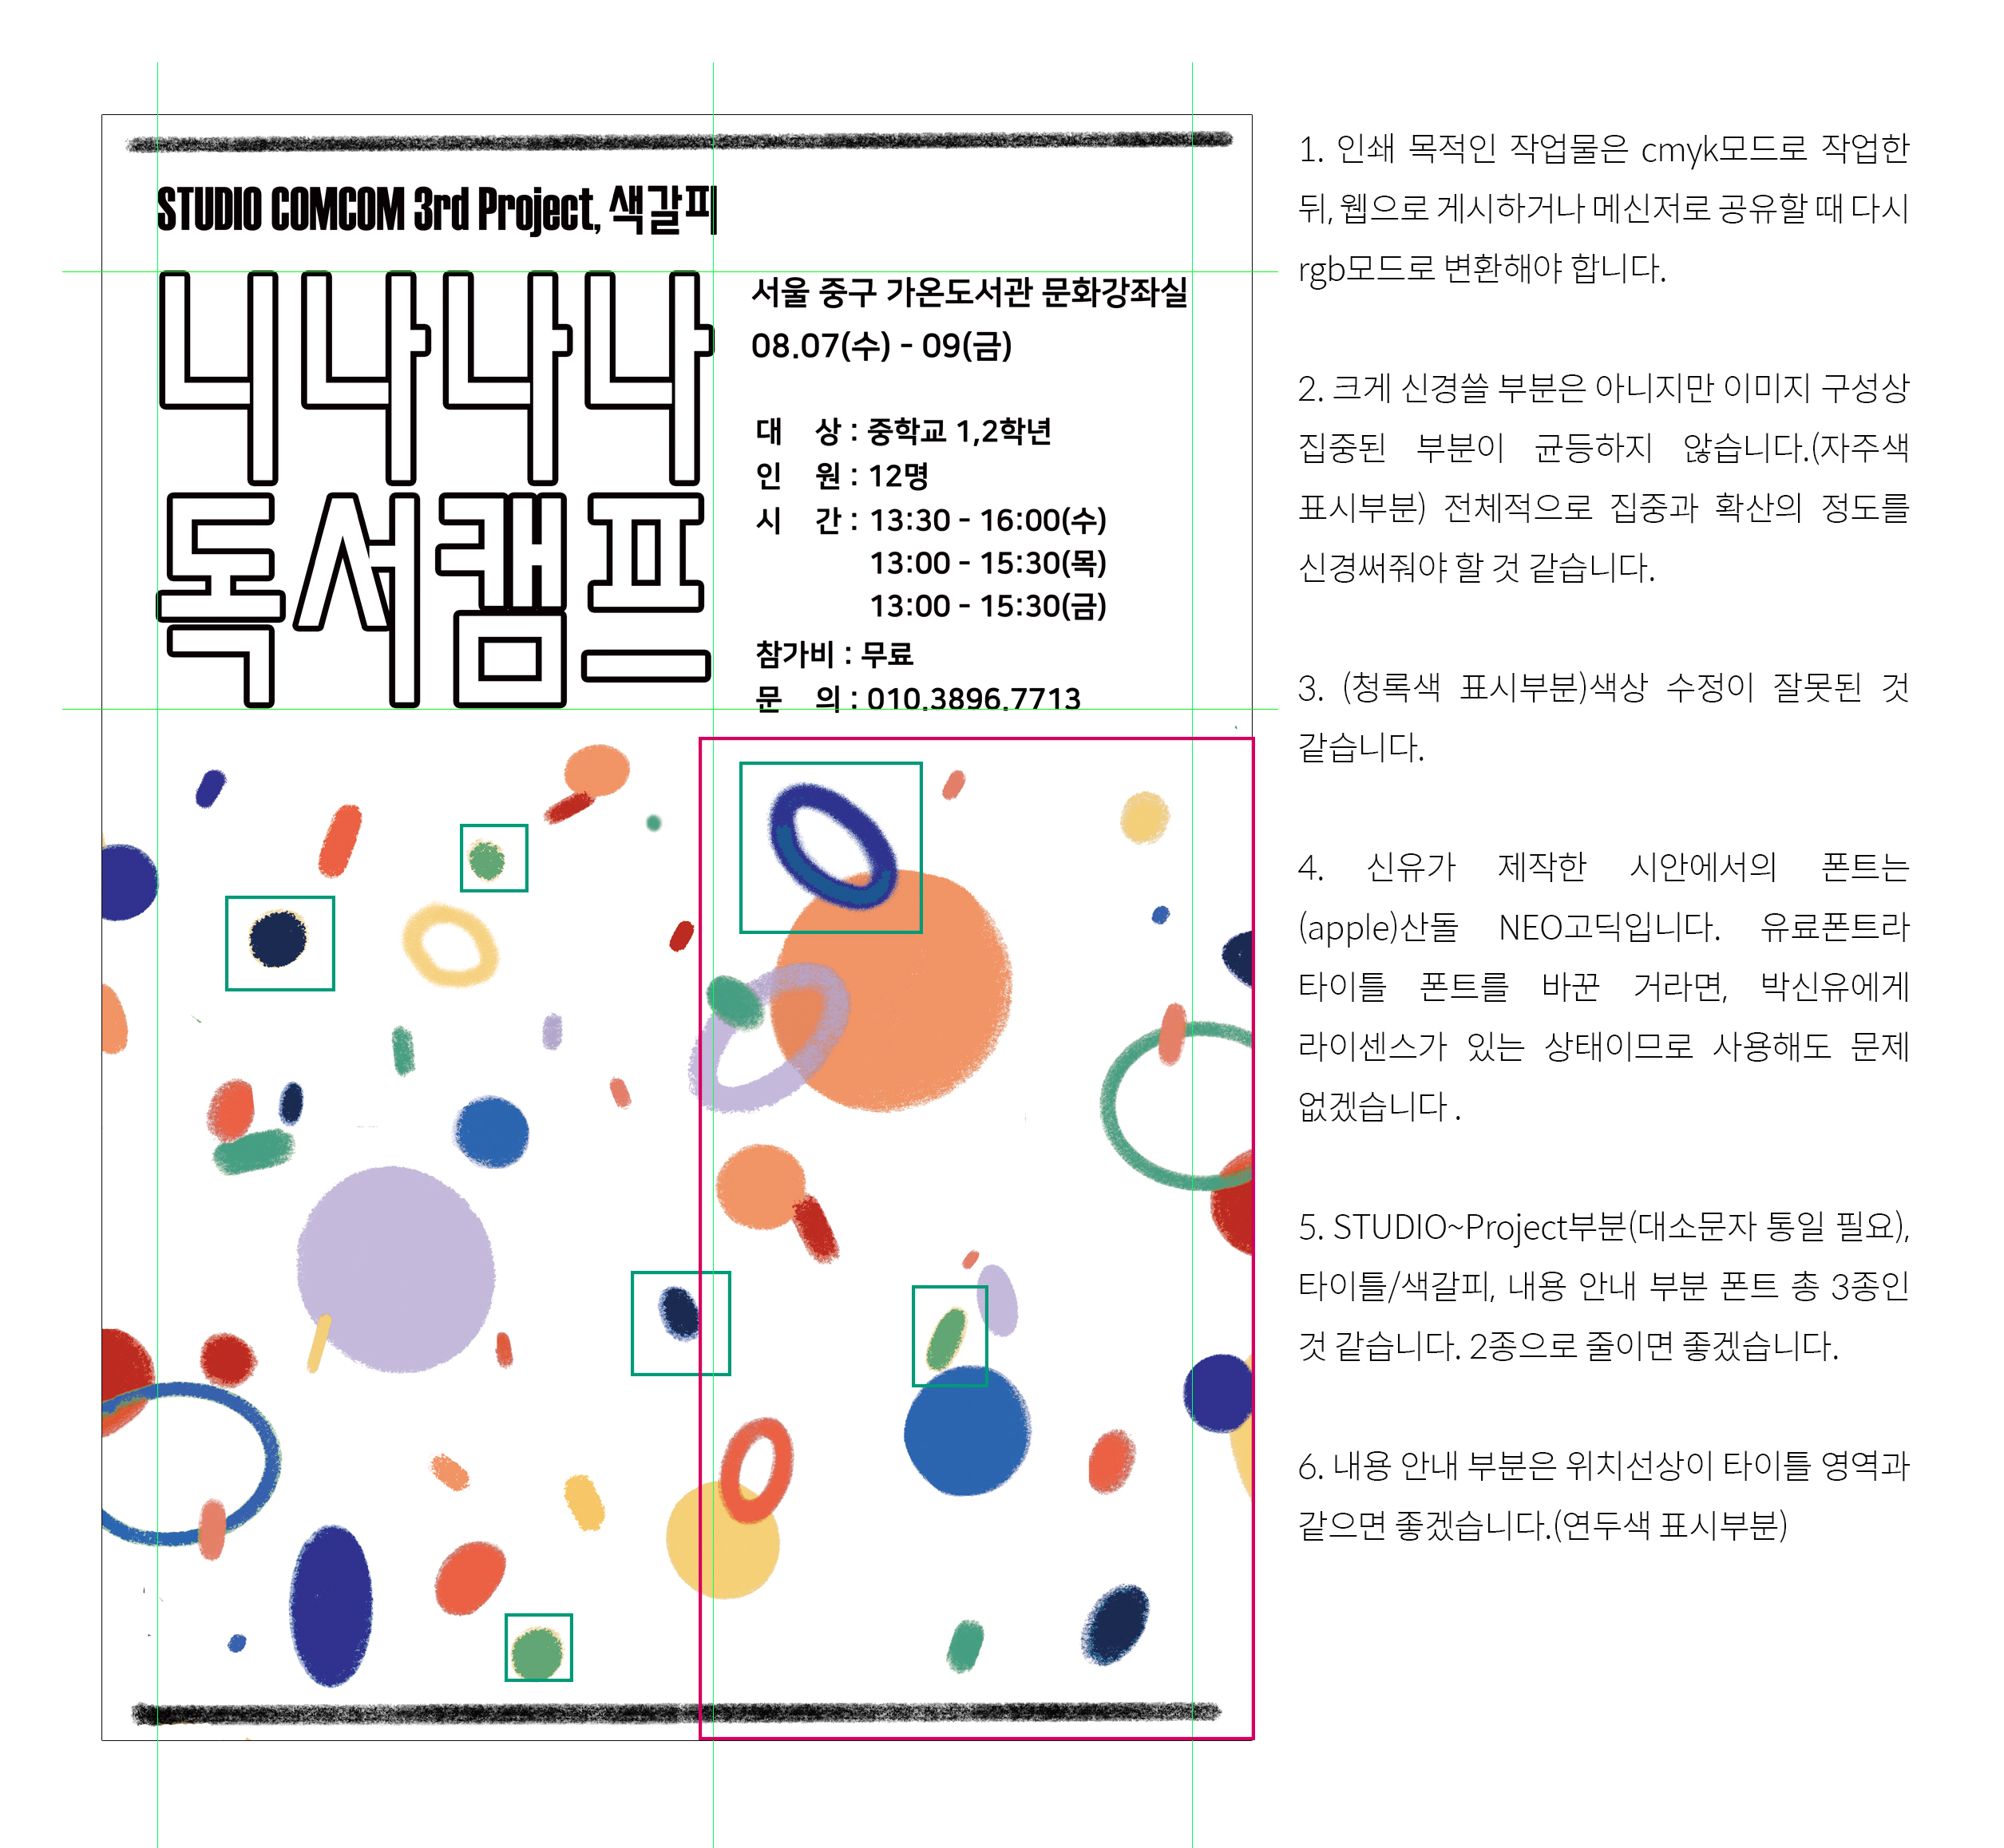 STUDIO COMCOM 3rd Project, 색갈피
니나나나
독서캠프
서울 중구 가온도서관 문화강좌실
08.07(수) - 09(금)
대 상 : 중학교 1,2학년
인 원 : 12명
시 간 : 13:30 - 16:00(수)
13:00 - 15:30(목)
13:00 - 15:30(금)
참가비 : 무료
문 의 : 010.3896.7713
1. 인쇄 목적인 작업물은 cmyk모드로 작업한
뒤, 웹으로 게시하거나 메신저로 공유할 때 다시
rgb모드로 변환해야 합니다.
2. 크게 신경쓸 부분은 아니지만 이미지 구성상
집중된 부분이 균등하지 않습니다.(자주색
표시부분) 전체적으로 집중과 확산의 정도를
신경써줘야 할 것 같습니다.
3. (청록색 표시부분)색상 수정이 잘못된 것
같습니다.
4. 신유가 제작한 시안에서의 폰트는
(apple)산돌 NEO고딕입니다. 유료폰트라
타이틀 폰트를 바꾼 거라면, 박신유에게
라이센스가 있는 상태이므로 사용해도 문제
없겠습니다 .
5. STUDIO~Project부분(대소문자 통일 필요),
타이틀/색갈피, 내용 안내 부분 폰트 총 3종인
것 같습니다. 2종으로 줄이면 좋겠습니다.
6. 내용 안내 부분은 위치선상이 타이틀 영역과
같으면 좋겠습니다.(연두색 표시부분)